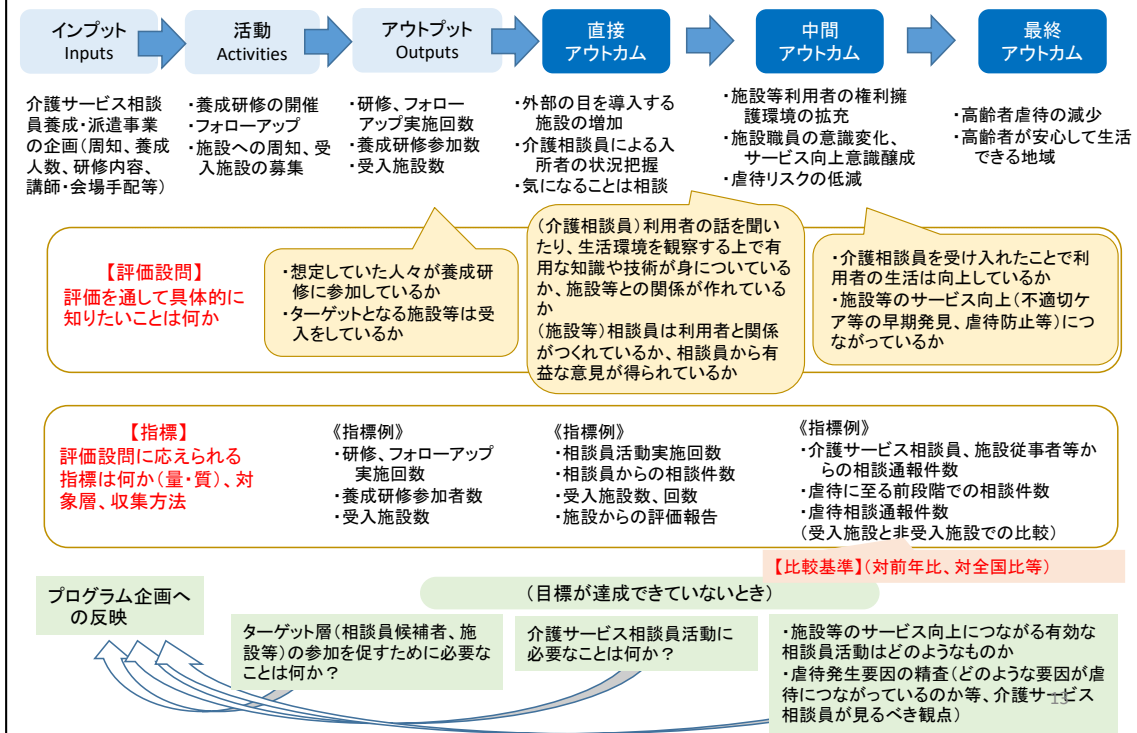 インプット
Inputs
活動
Activities
アウトプット
Outputs
直接
アウトカム
中間
アウトカム
最終
アウトカム
介護サービス相談
員養成・派遣事業
の企画(周知、養成
人数、研修内容、
講師・会場手配等)
・養成研修の開催
・フォローアップ
・施設への周知、受
入施設の募集
・研修、フォロー
アップ実施回数
・養成研修参加数
・受入施設数
・外部の目を導入する
施設の増加
・介護相談員による入
所者の状況把握
・気になることは相談
・施設等利用者の権利擁
護環境の拡充
・施設職員の意識変化、
サービス向上意識醸成
・虐待リスクの低減
・高齢者虐待の減少
・高齢者が安心して生活
できる地域
【評価設問】
評価を通して具体的に
知りたいことは何か
・想定していた人々が養成研
修に参加しているか
・ターゲットとなる施設等は受
入をしているか
(介護相談員)利用者の話を聞い
たり、生活環境を観察する上で有
用な知識や技術が身についている
か、施設等との関係が作れている
か
(施設等)相談員は利用者と関係
がつくれているか、相談員から有
益な意見が得られているか
・介護相談員を受け入れたことで利
用者の生活は向上しているか
・施設等のサービス向上(不適切ケ
ア等の早期発見、虐待防止等)につ
ながっているか
【指標】
評価設問に応えられる
指標は何か(量・質)、対
象層、収集方法
《指標例》
・研修、フォローアップ
実施回数
・養成研修参加者数
・受入施設数
《指標例》
・相談員活動実施回数
・相談員からの相談件数
・受入施設数、回数
・施設からの評価報告
《指標例》
・介護サービス相談員、施設従事者等か
らの相談通報件数
・虐待に至る前段階での相談件数
・虐待相談通報件数
(受入施設と非受入施設での比較)
【比較基準】(対前年比、対全国比等)
プログラム企画へ
の反映
(目標が達成できていないとき)
ターゲット層(相談員候補者、施
設等)の参加を促すために必要な
ことは何か？
介護サービス相談員活動に
必要なことは何か？
・施設等のサービス向上につながる有効な
相談員活動はどのようなものか
・虐待発生要因の精査(どのような要因が虐
待につながっているのか等、介護サービス
相談員が見るべき観点)
13